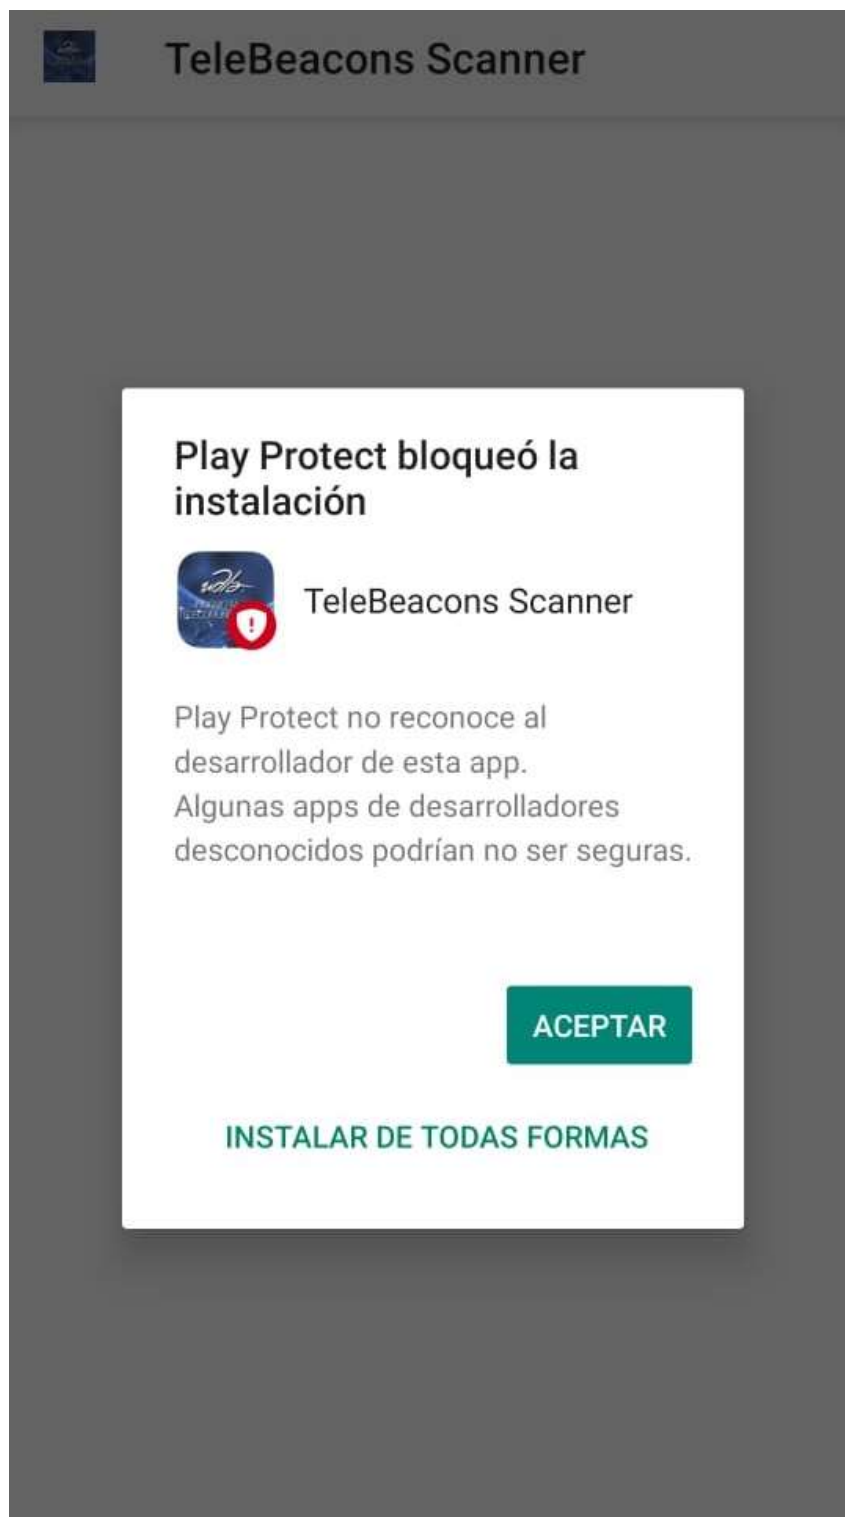 TeleBeacons Scanner
Play Protect bloqueó la
instalación
TeleBeacons Scanner
Play Protect no reconoce al
desarrollador de esta app.
Algunas apps de desarrolladores
desconocidos podrían no ser seguras.
ACEPTAR
INSTALAR DE TODAS FORMAS